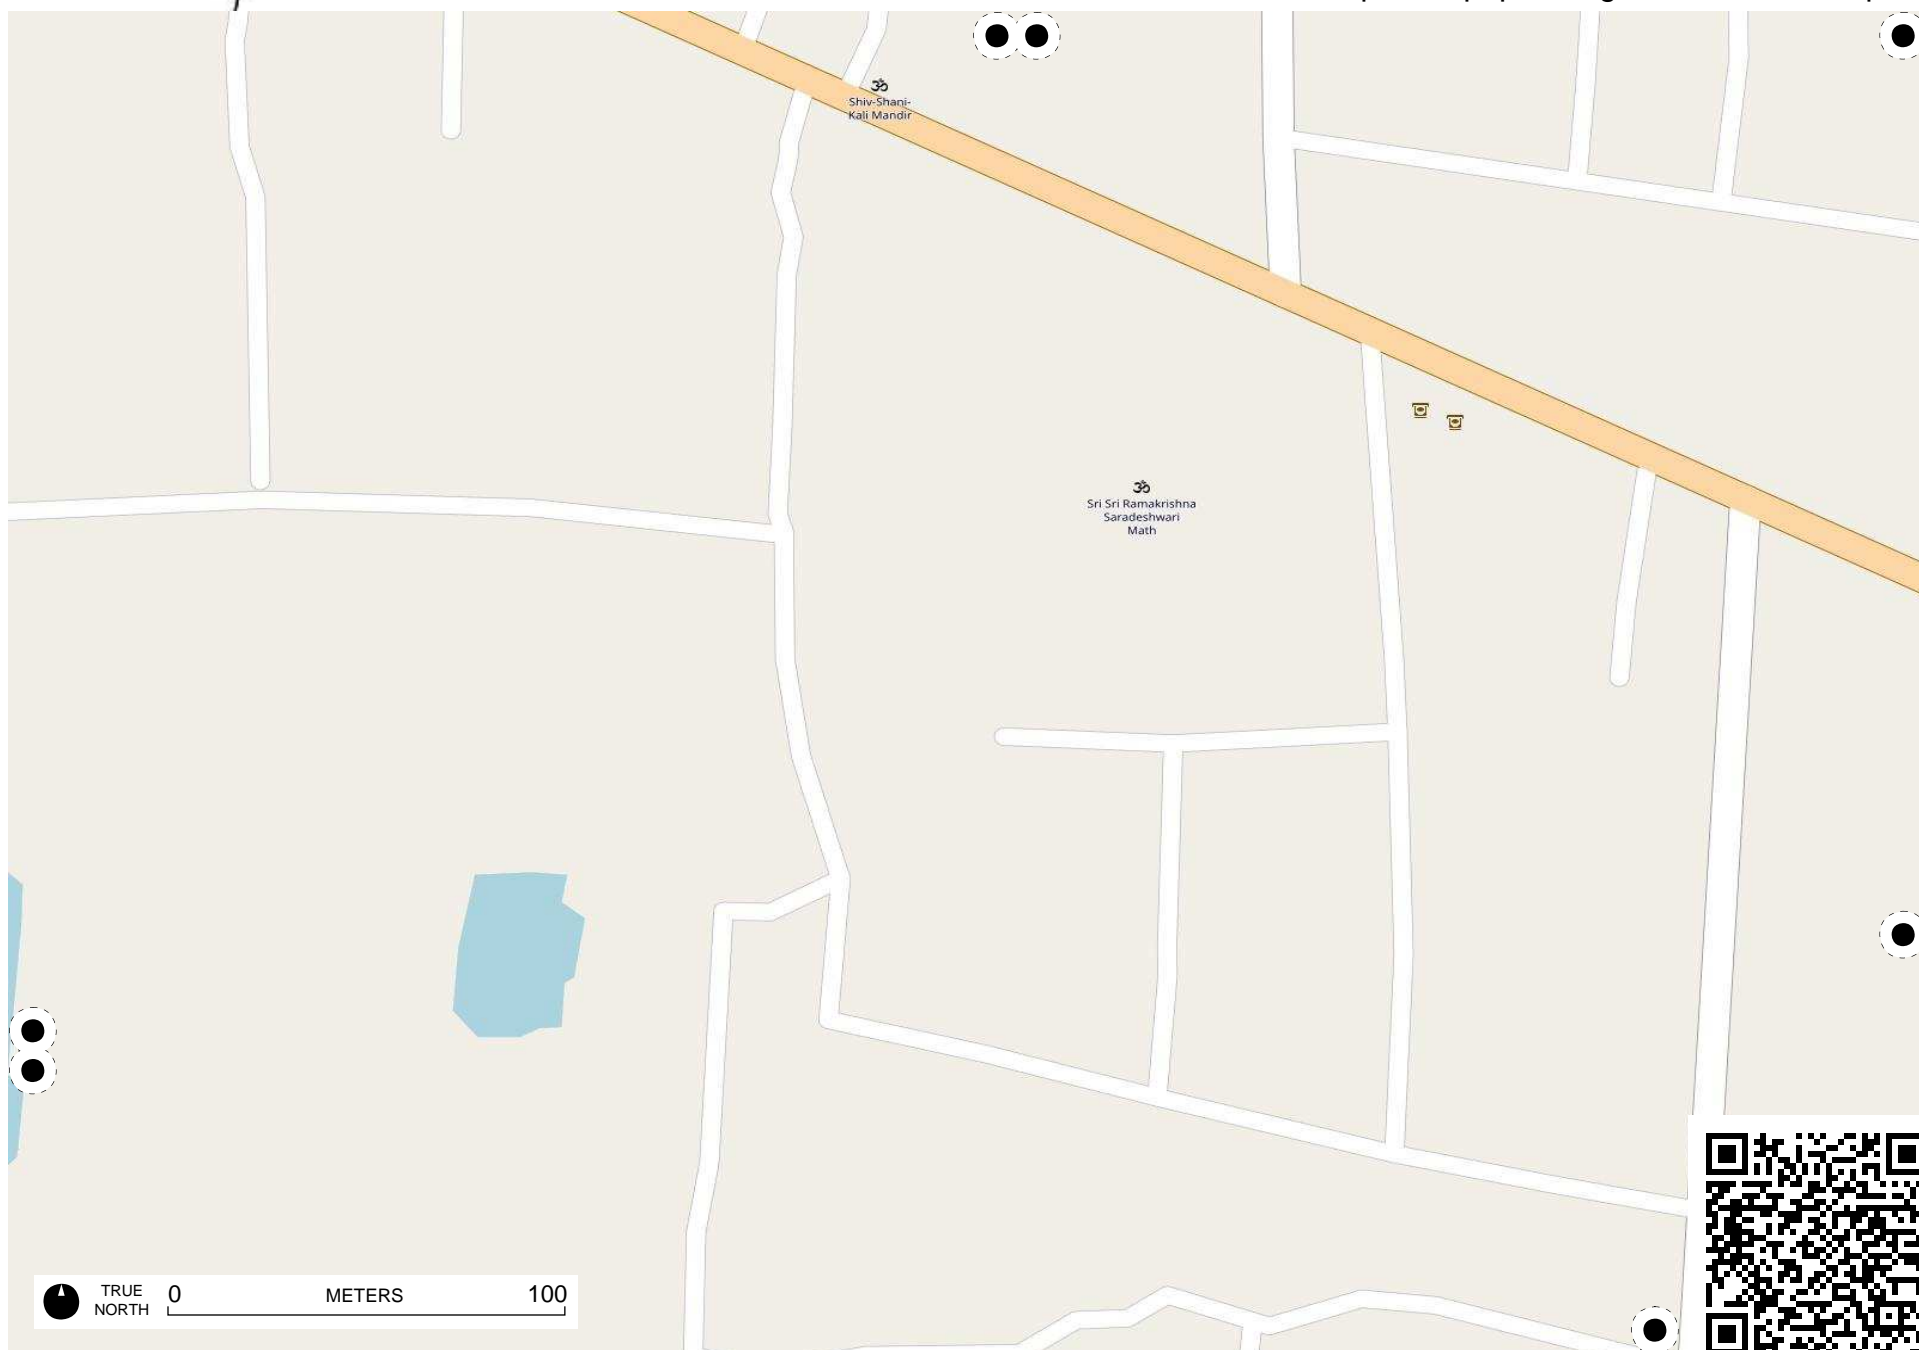 ॐ
Shiv-Shani-
Kali Mandir
ॐ
Sri Sri Ramakrishna
Saradeshwari
Math
TRUE
NORTH
0 METERS 100